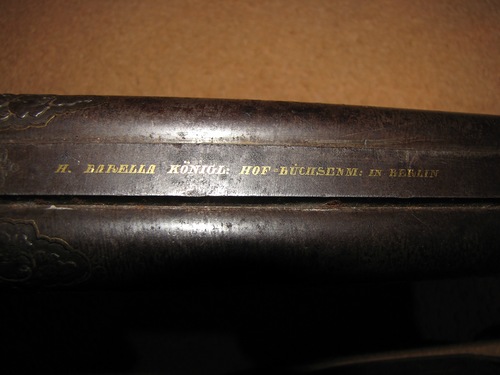 H. BARELLA KÖNIGL: HOF=BÜCHSENM: IN BERLIN